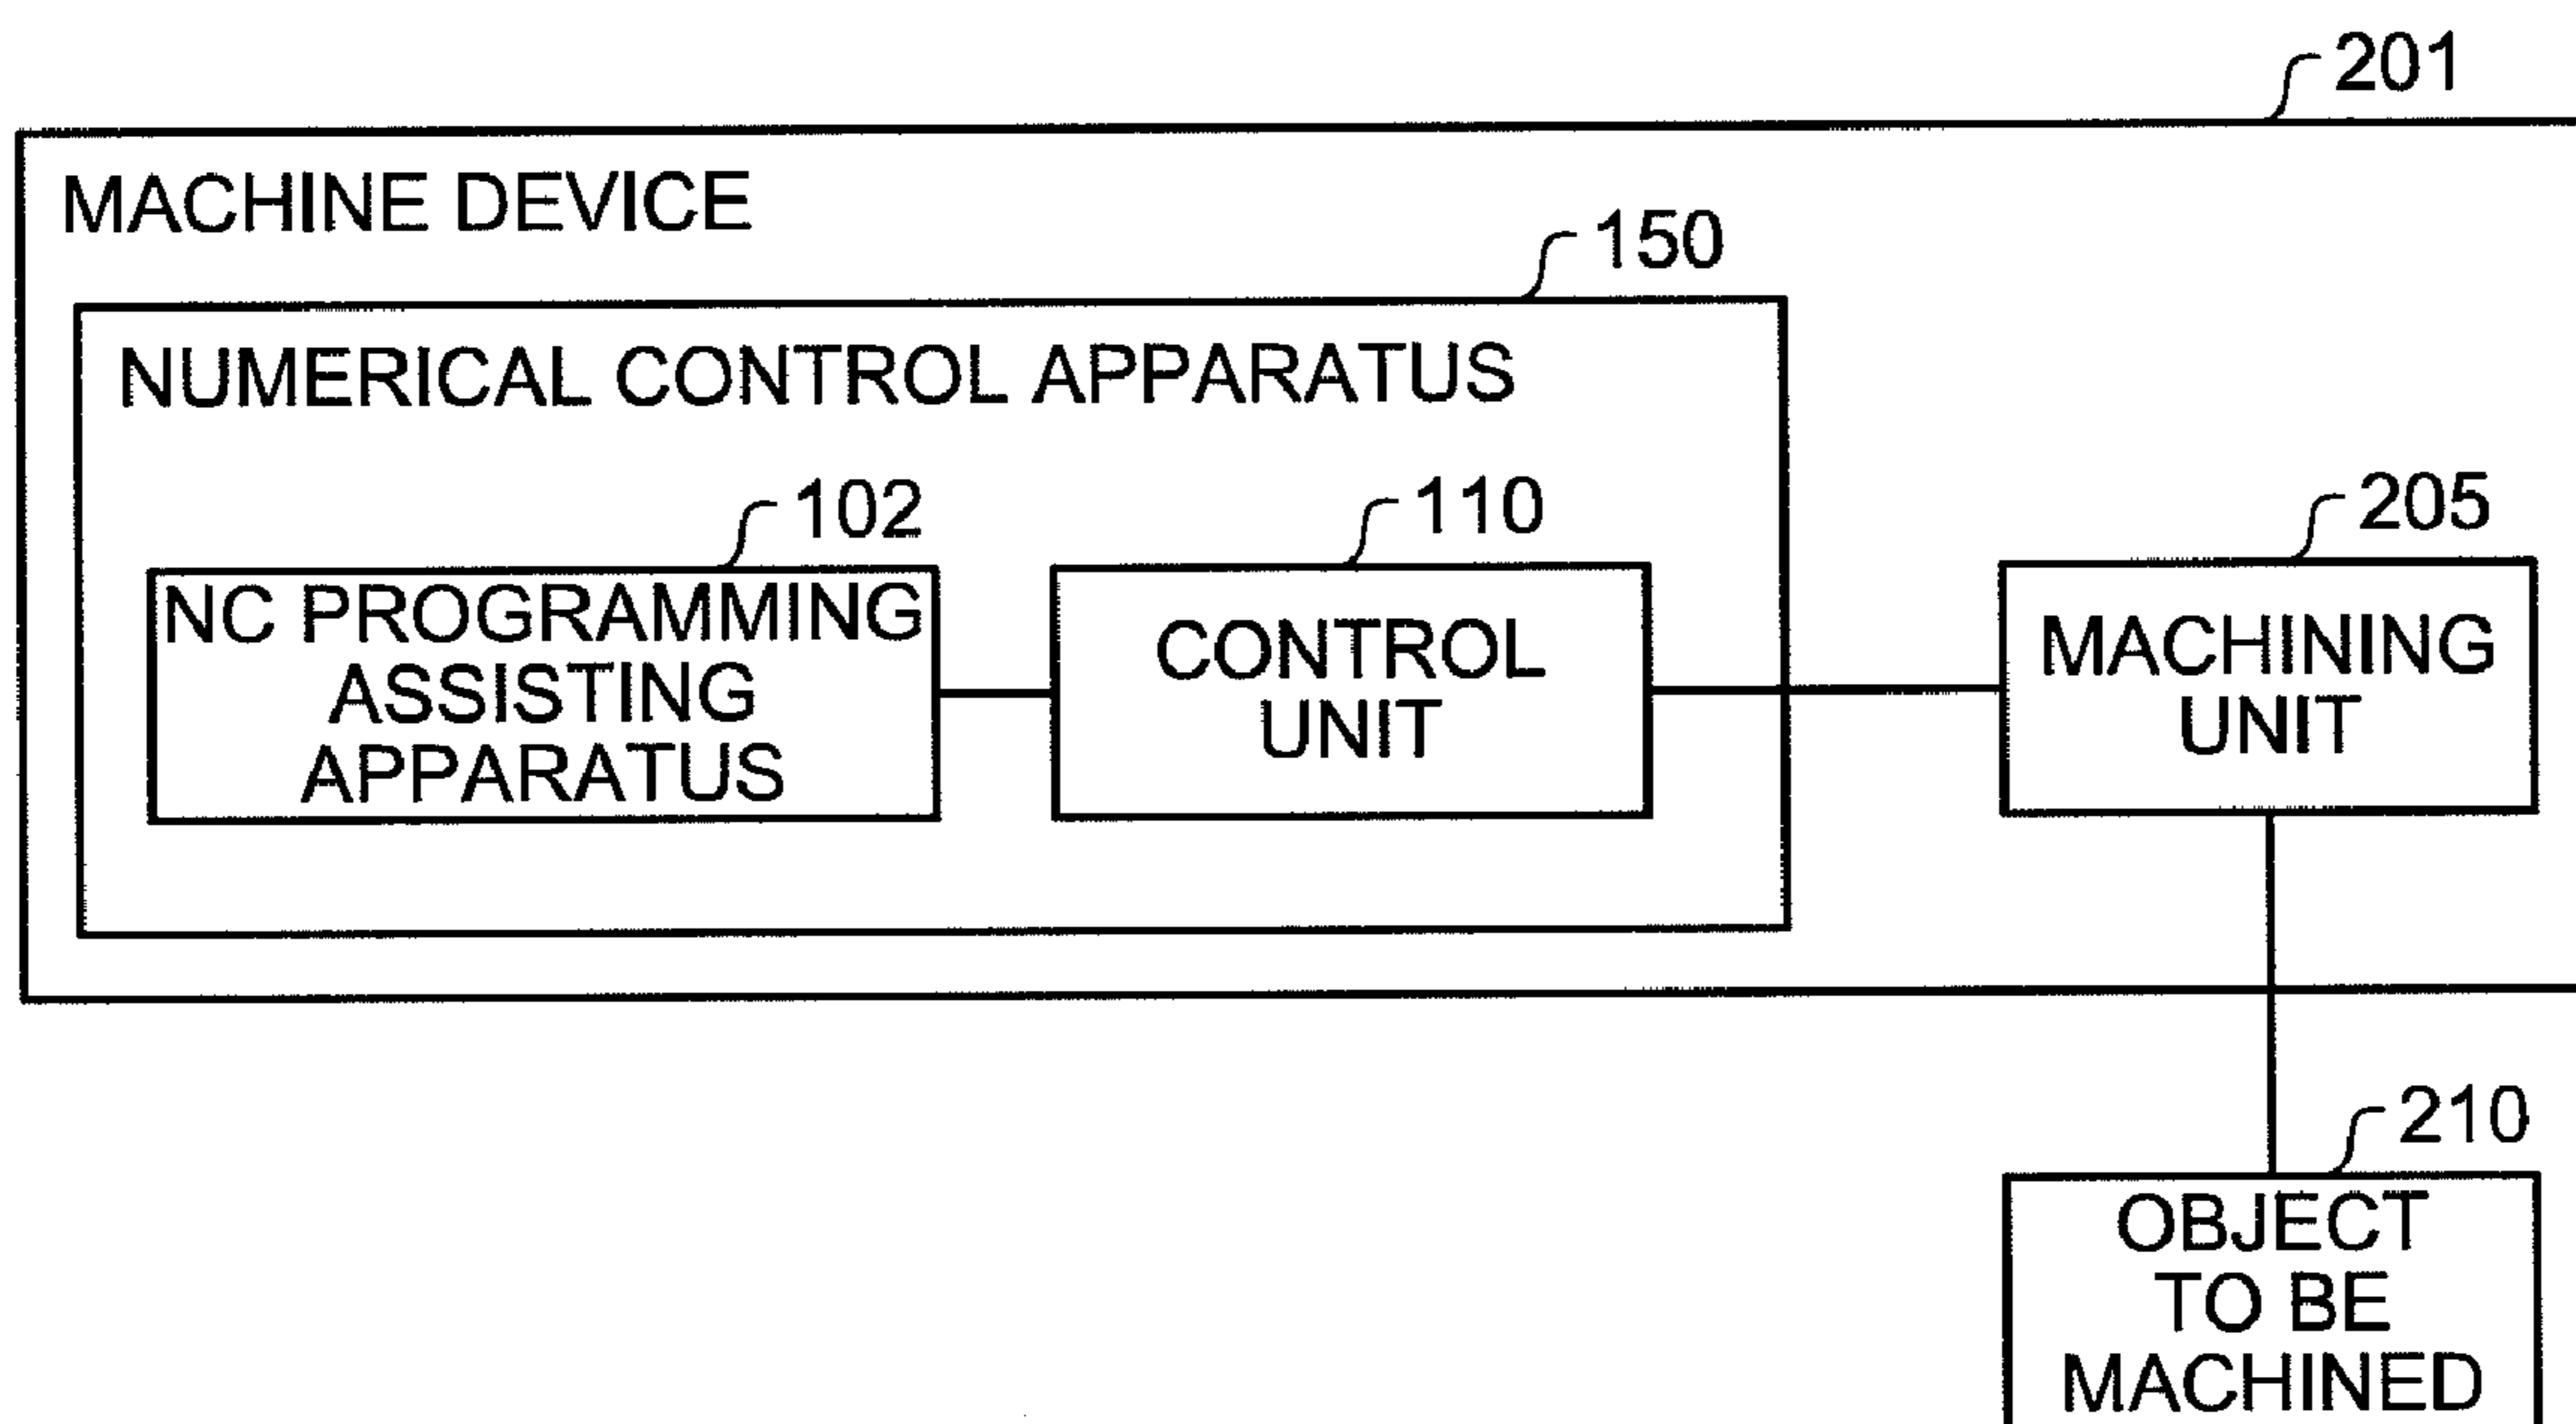 201
MACHINE DEVICE
150
NUMERICAL CONTROL APPARATUS
102
110
205
NC PROGRAMMING
ASSISTING
APPARATUS
CONTROL
UNIT
MACHINING
UNIT
210
OBJECT
TO BE
MACHINED